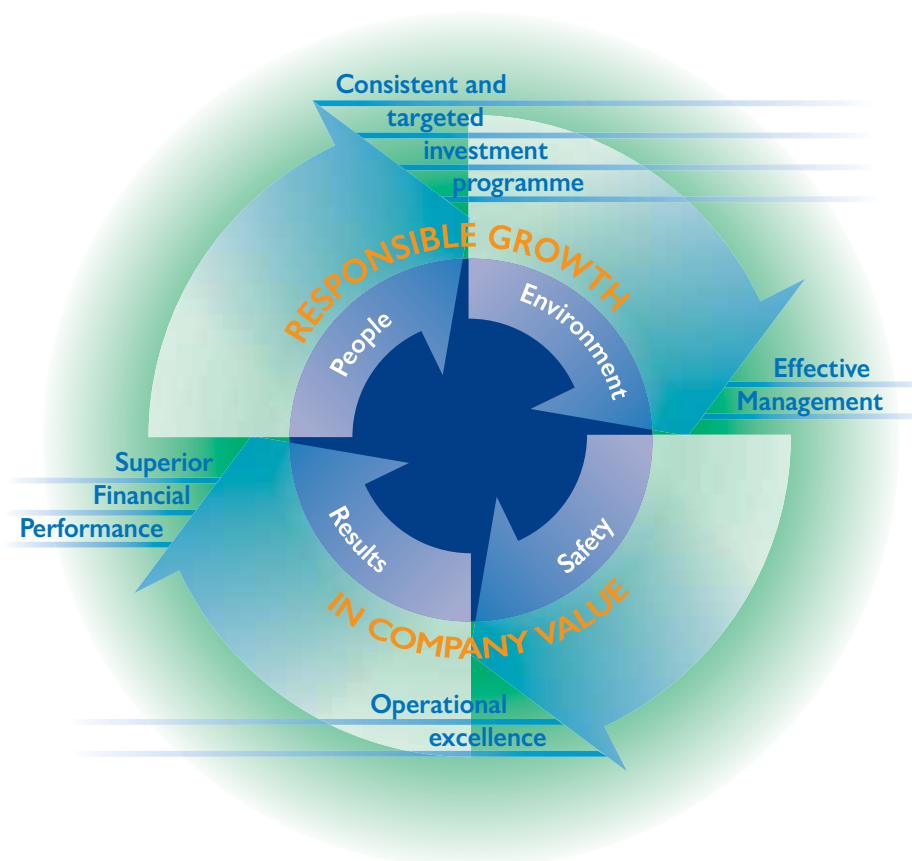 Consistent and
targeted
investment
programme
RESPONSIBLE GROWTH
People
Environment
Effective
Management
Superior
Financial
Performance
Results
Safety
IN COMPANY VALUE
Operational
excellence